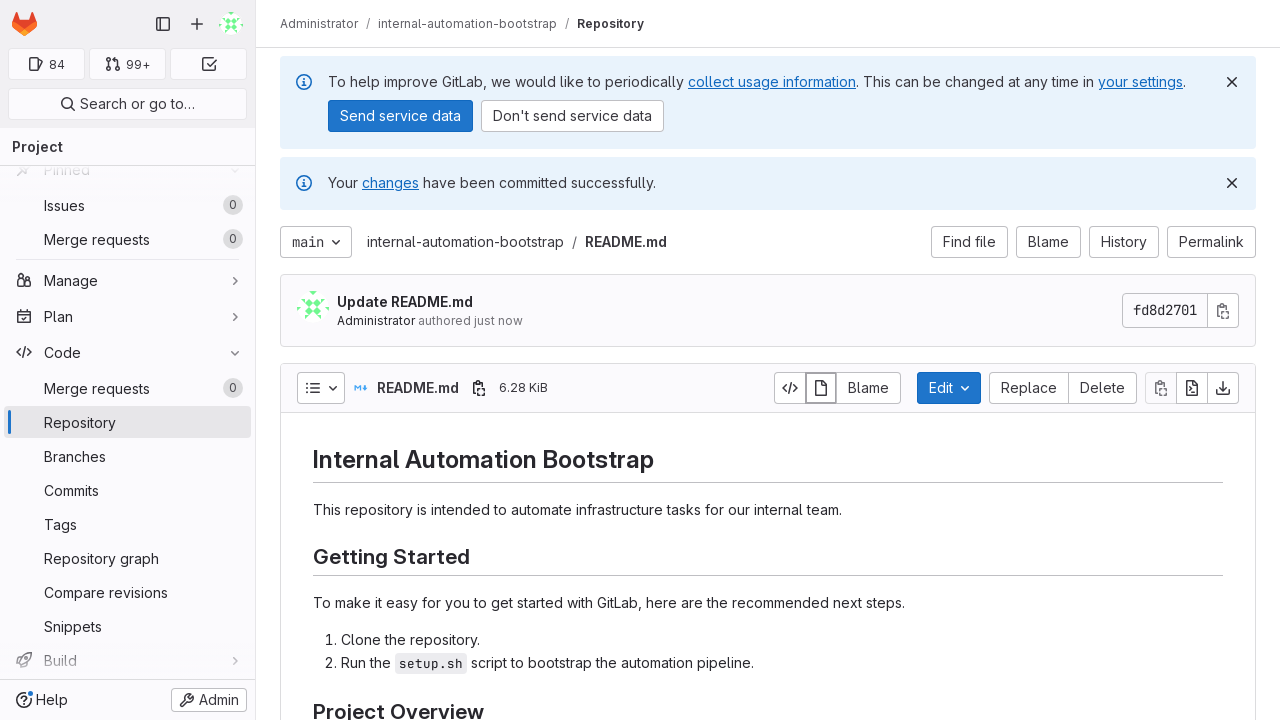 Administrator / internal-automation-bootstrap / Repository
84
99+
Search or go to…
Project
Pinned
Issues 0
Merge requests 0
Manage
Plan
Code
Merge requests 0
Repository
Branches
Commits
Tags
Repository graph
Compare revisions
Snippets
Build
Help
Admin
To help improve GitLab, we would like to periodically collect usage information. This can be changed at any time in your settings.
Send service data
Don't send service data
Your changes have been committed successfully.
main
internal-automation-bootstrap / README.md
Find file
Blame
History
Permalink
Update README.md
Administrator authored just now
fd8d2701
README.md
6.28 KiB
Blame
Edit
Replace
Delete
Internal Automation Bootstrap
This repository is intended to automate infrastructure tasks for our internal team.
Getting Started
To make it easy for you to get started with GitLab, here are the recommended next steps.
1. Clone the repository.
2. Run the setup.sh script to bootstrap the automation pipeline.
Project Overview